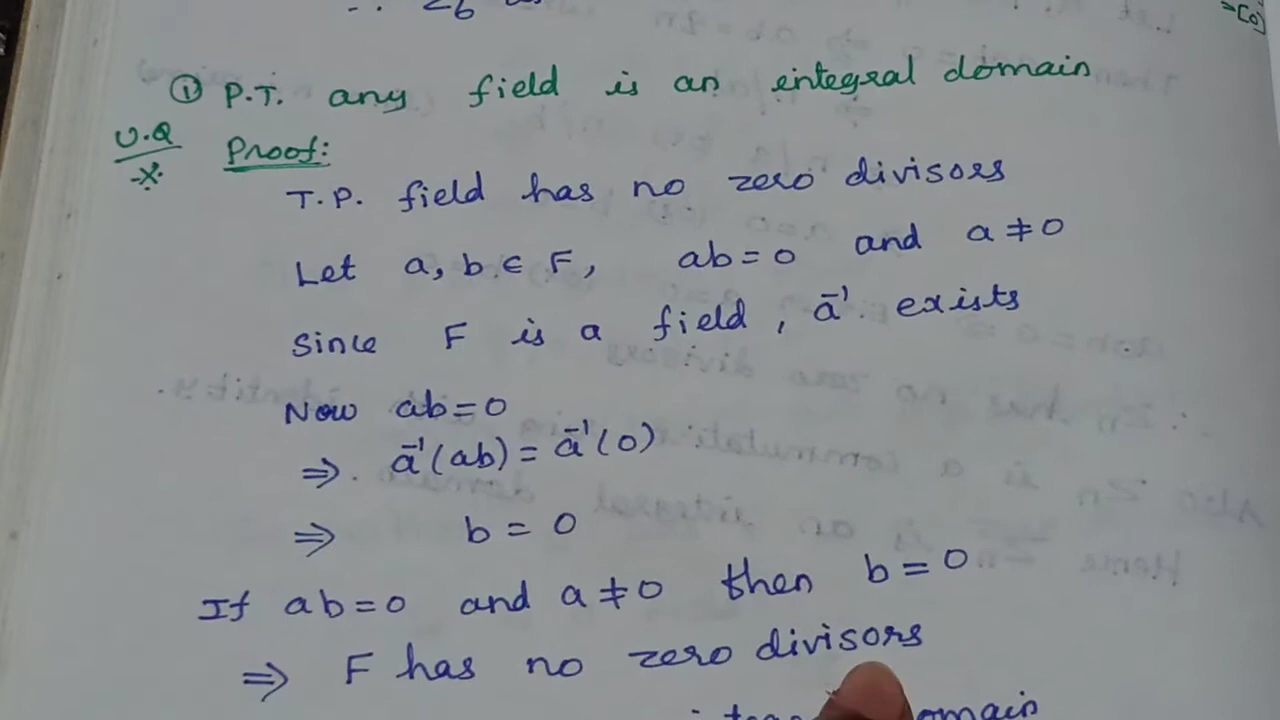 ① P.T. any field is an integral domain
U.Q
Proof:
T.P. field has no zero divisors
Let a, b ∈ F, ab = 0 and a ≠ 0
Since F is a field, a⁻¹ exists
Now ab = 0
⇒ a⁻¹(ab) = a⁻¹(0)
⇒ b = 0
If ab = 0 and a ≠ 0 then b = 0
⇒ F has no zero divisors